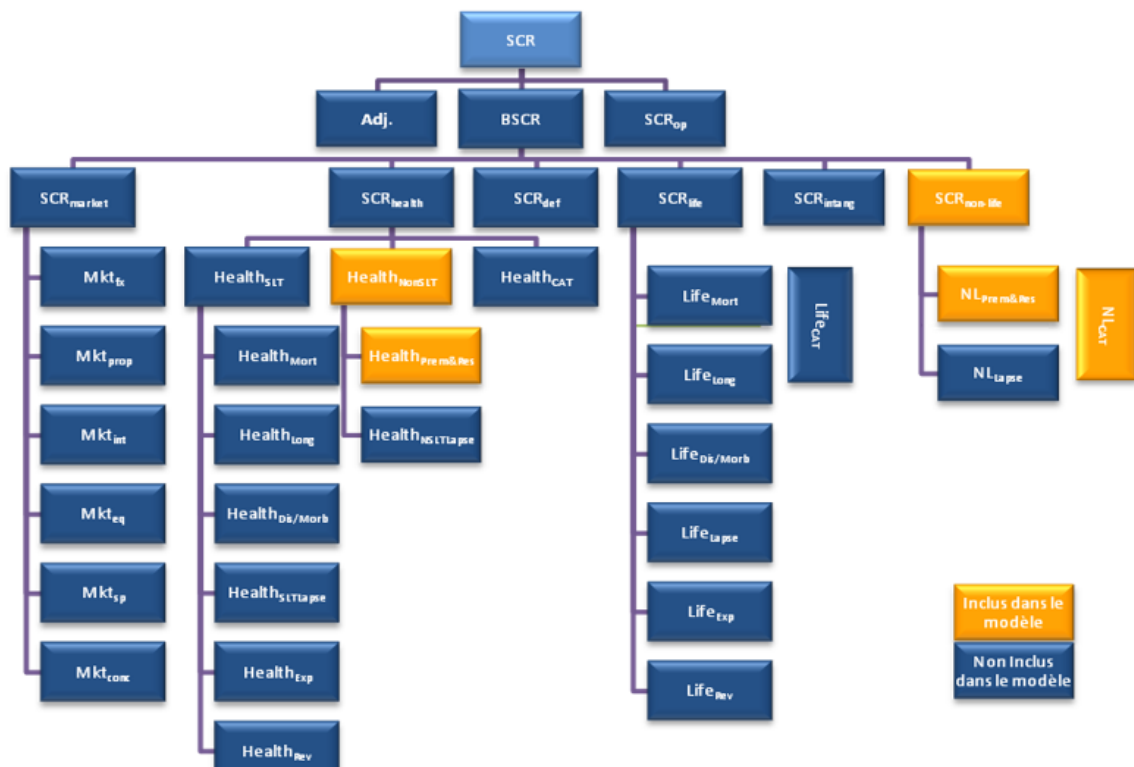 SCR
Adj.
BSCR
SCRop
SCRmarket
SCRhealth
SCRdef
SCRlife
SCRintang
SCRnon-life
Mktfx
Mktprop
Mktint
Mkteq
Mktsp
Mktconc
HealthSLT
HealthNonSLT
HealthCAT
HealthMort
HealthLong
HealthDis/Morb
HealthSLTLapse
HealthExp
HealthRev
HealthPrem&Res
HealthNSLTLapse
LifeMort
LifeLong
LifeDis/Morb
LifeLapse
LifeExp
LifeRev
LifeCAT
NLPrem&Res
NLLapse
NLCAT
Inclus dans le
modèle
Non Inclus
dans le modèle